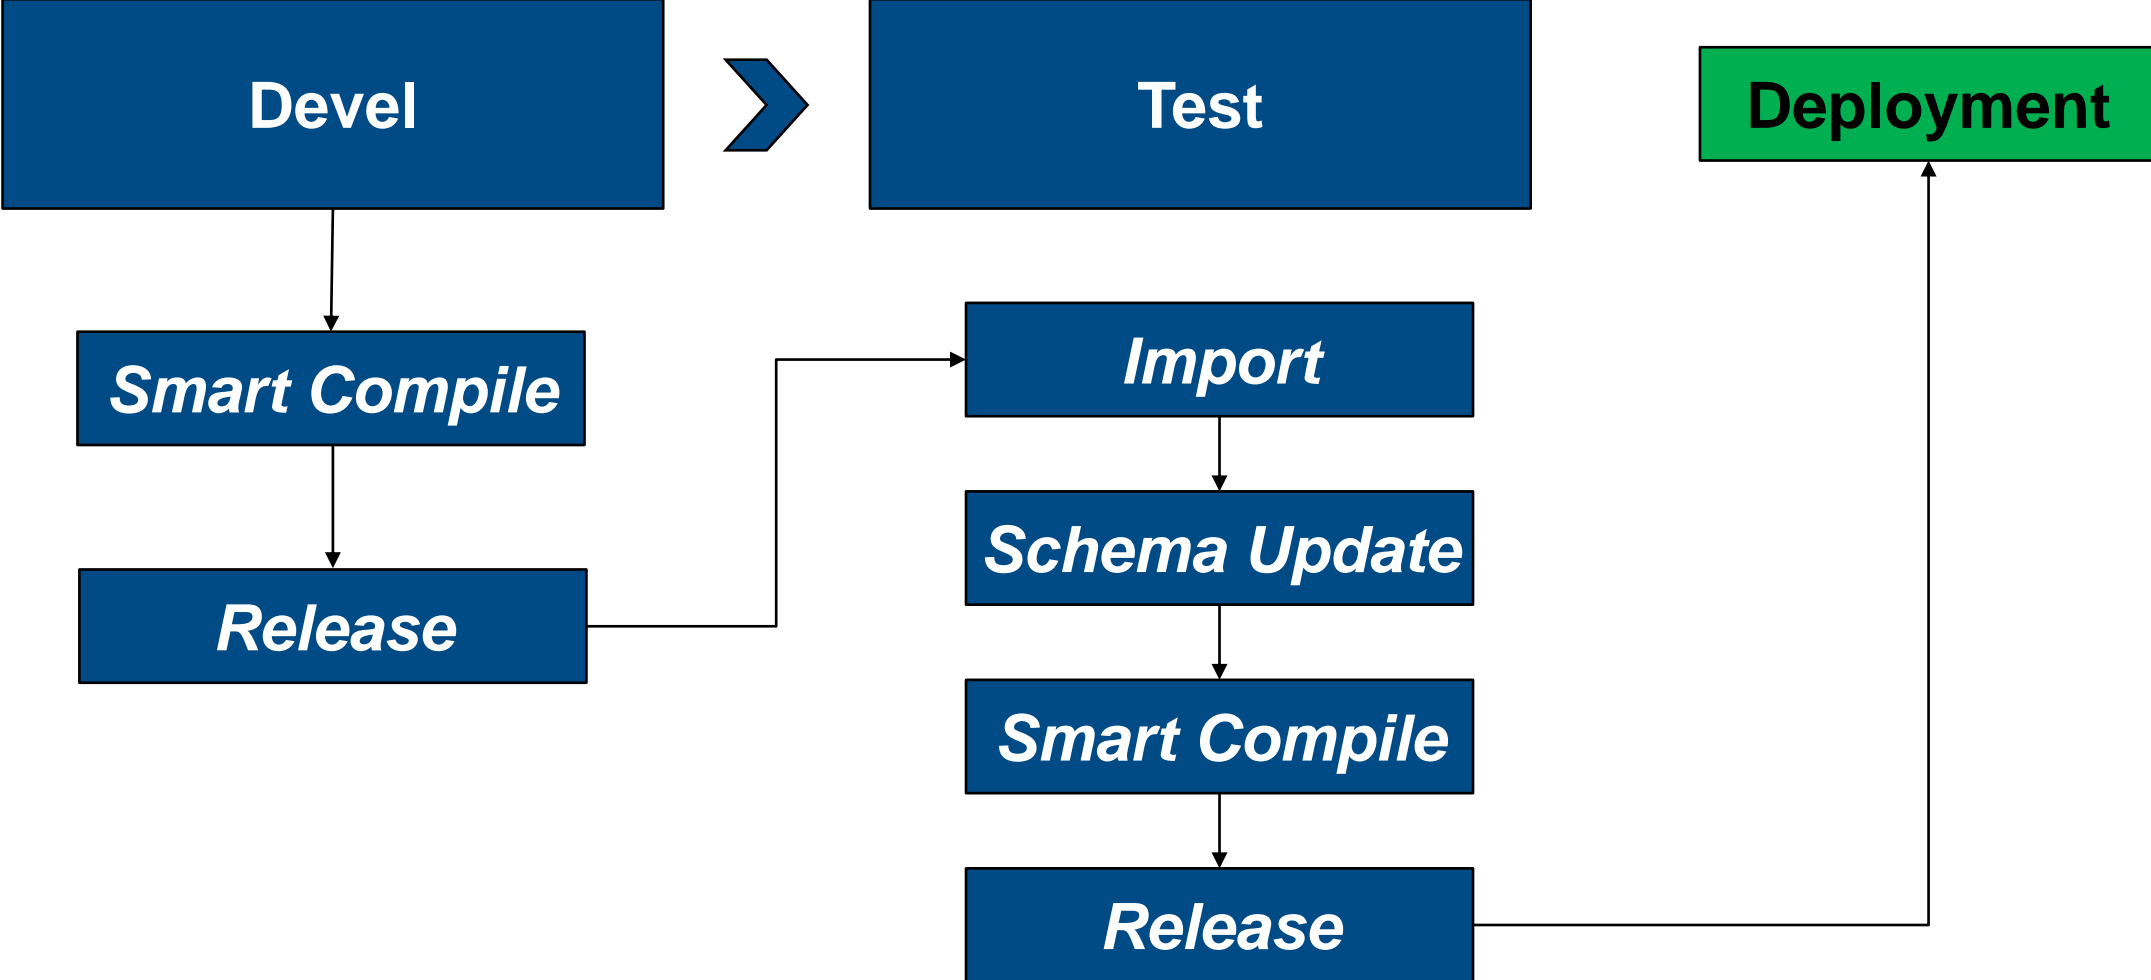 Devel
Test
Deployment
Smart Compile
Release
Import
Schema Update
Smart Compile
Release